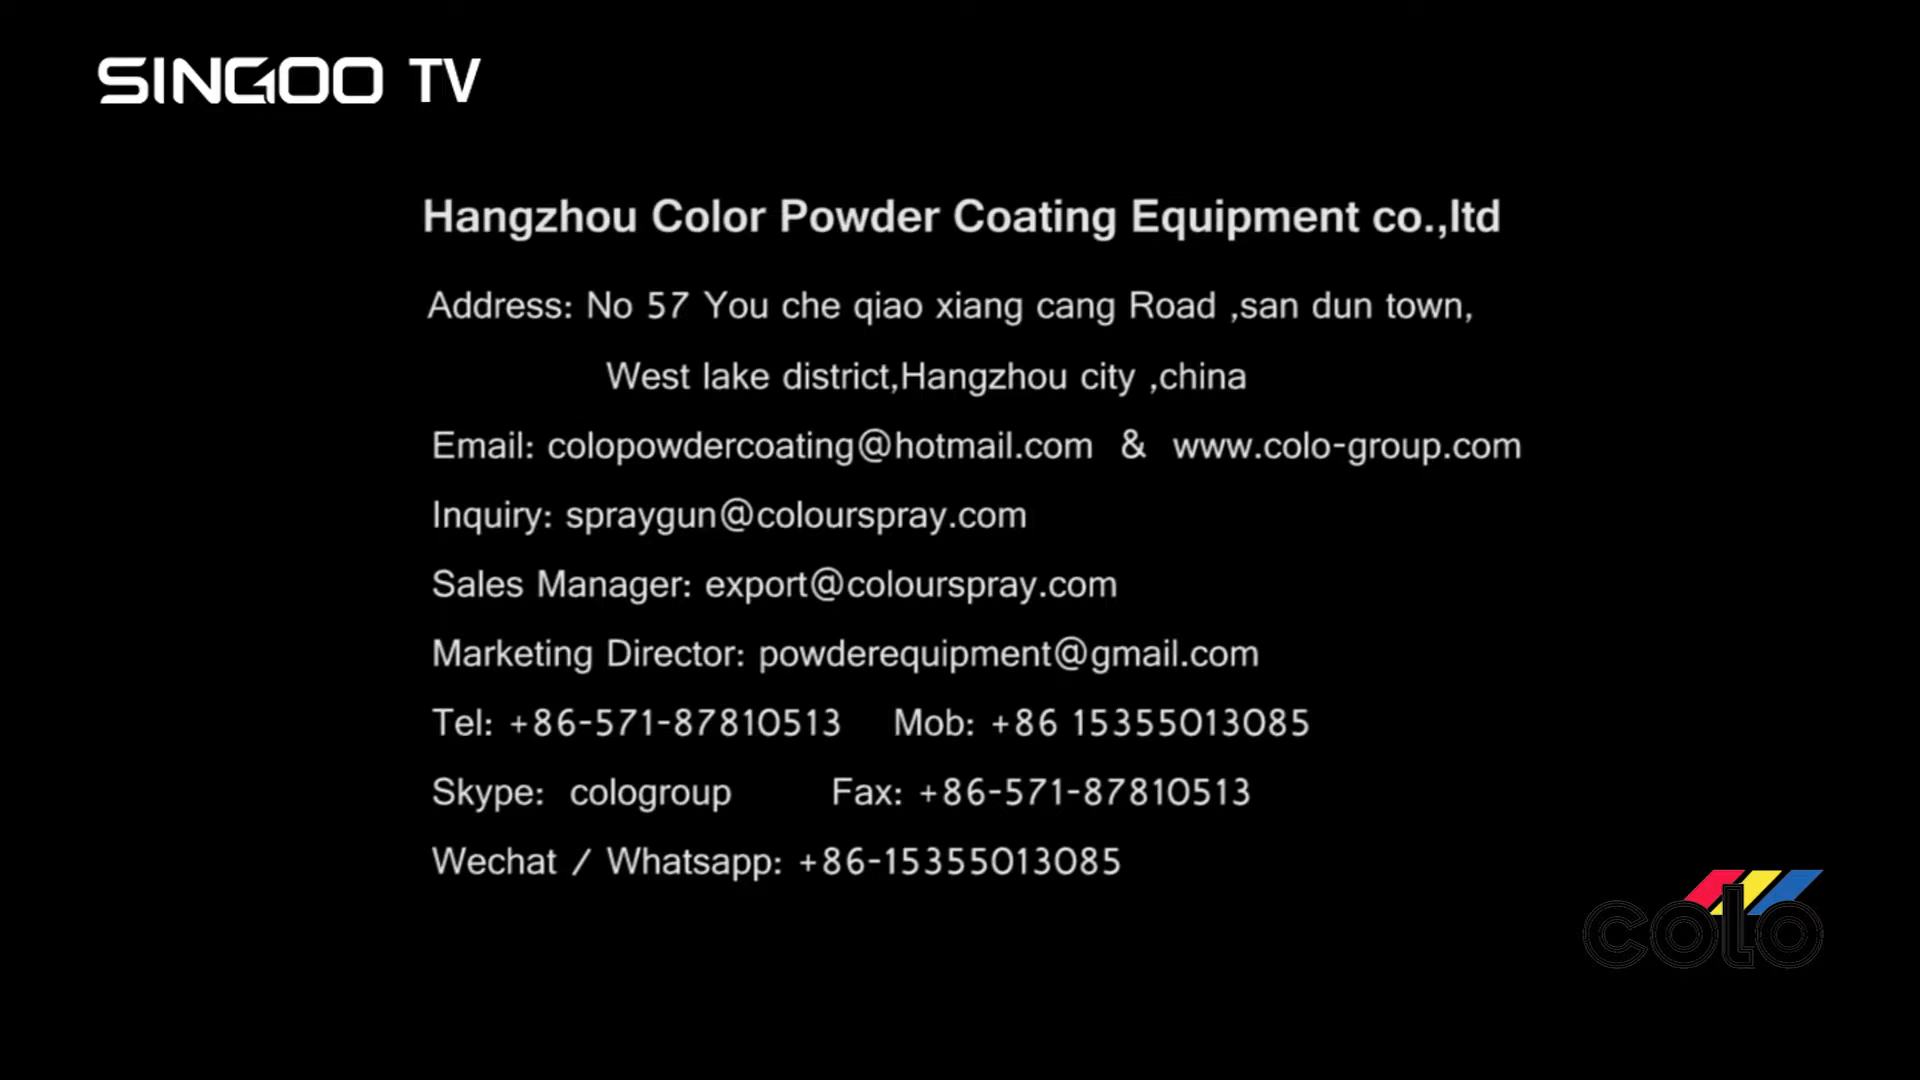 SINGOO TV
Hangzhou Color Powder Coating Equipment co.,ltd
Address: No 57 You che qiao xiang cang Road ,san dun town,
West lake district,Hangzhou city ,china
Email: colopowdercoating@hotmail.com & www.colo-group.com
Inquiry: spraygun@colourspray.com
Sales Manager: export@colourspray.com
Marketing Director: powderequipment@gmail.com
Tel: +86-571-87810513 Mob: +86 15355013085
Skype: cologroup Fax: +86-571-87810513
Wechat / Whatsapp: +86-15355013085
colo